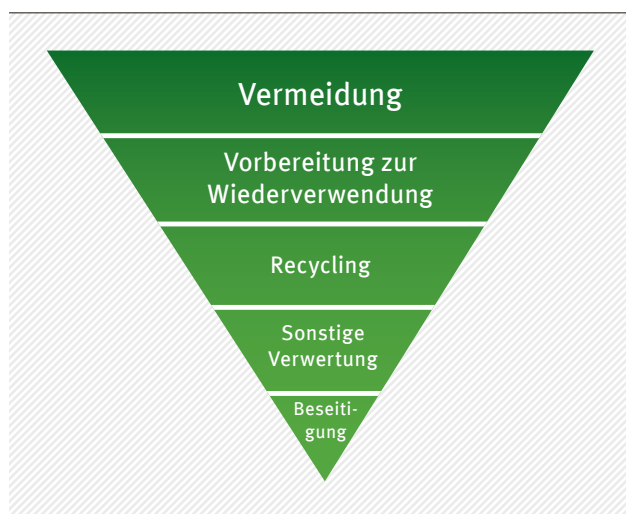 Vermeidung
Vorbereitung zur
Wiederverwendung
Recycling
Sonstige
Verwertung
Beseiti-
gung